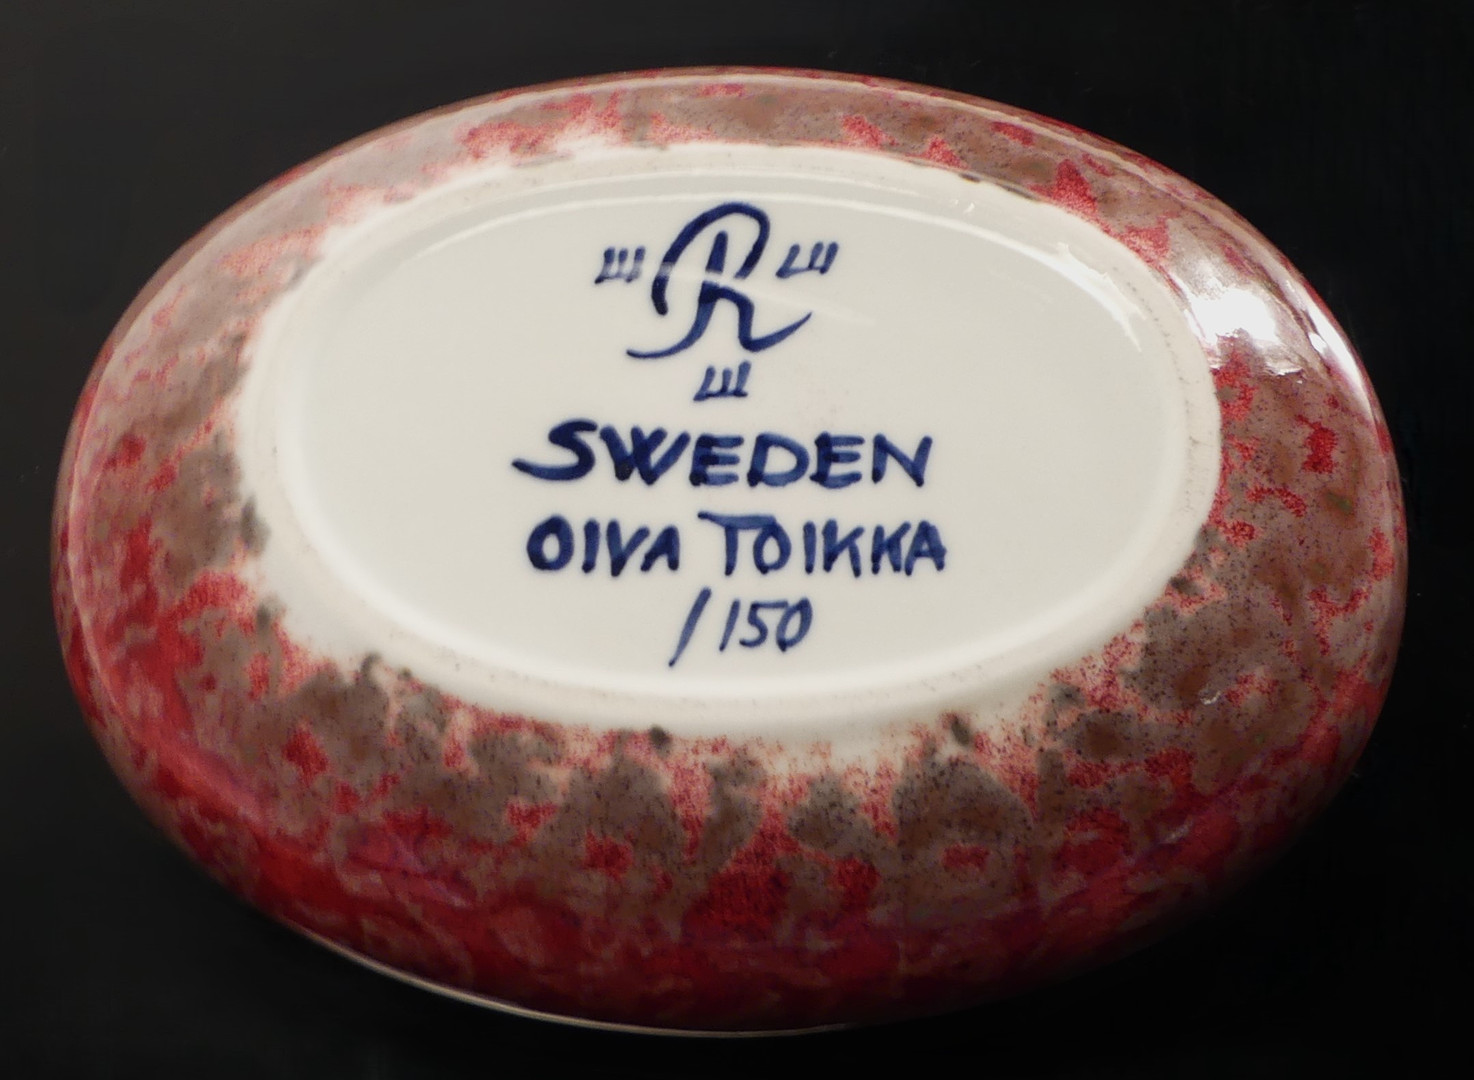 R
SWEDEN
OIVA TOIKKA
/150